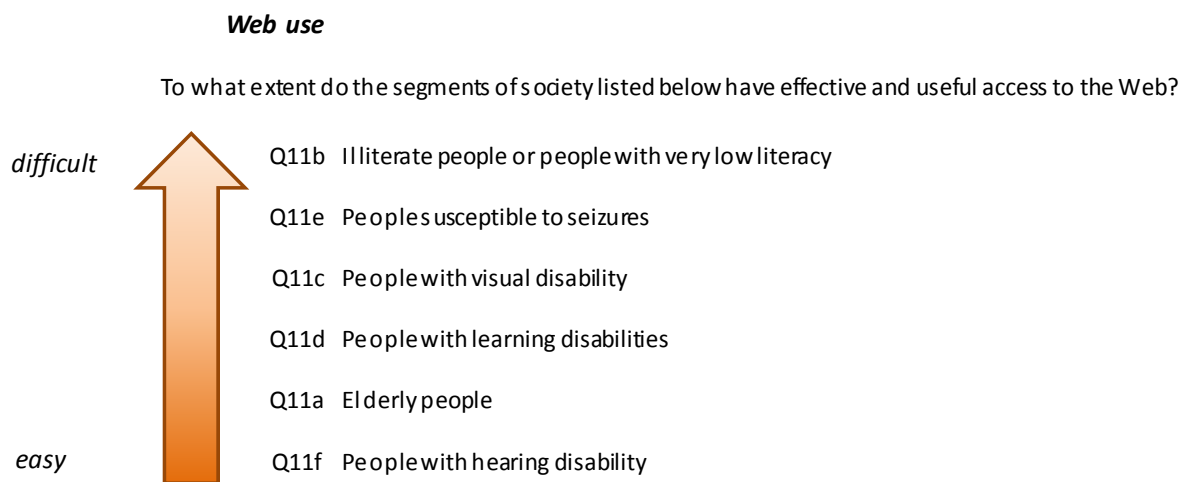 Web use
To what extent do the segments of society listed below have effective and useful access to the Web?
difficult
Q11b Illiterate people or people with very low literacy
Q11e People susceptible to seizures
Q11c People with visual disability
Q11d People with learning disabilities
Q11a Elderly people
easy
Q11f People with hearing disability